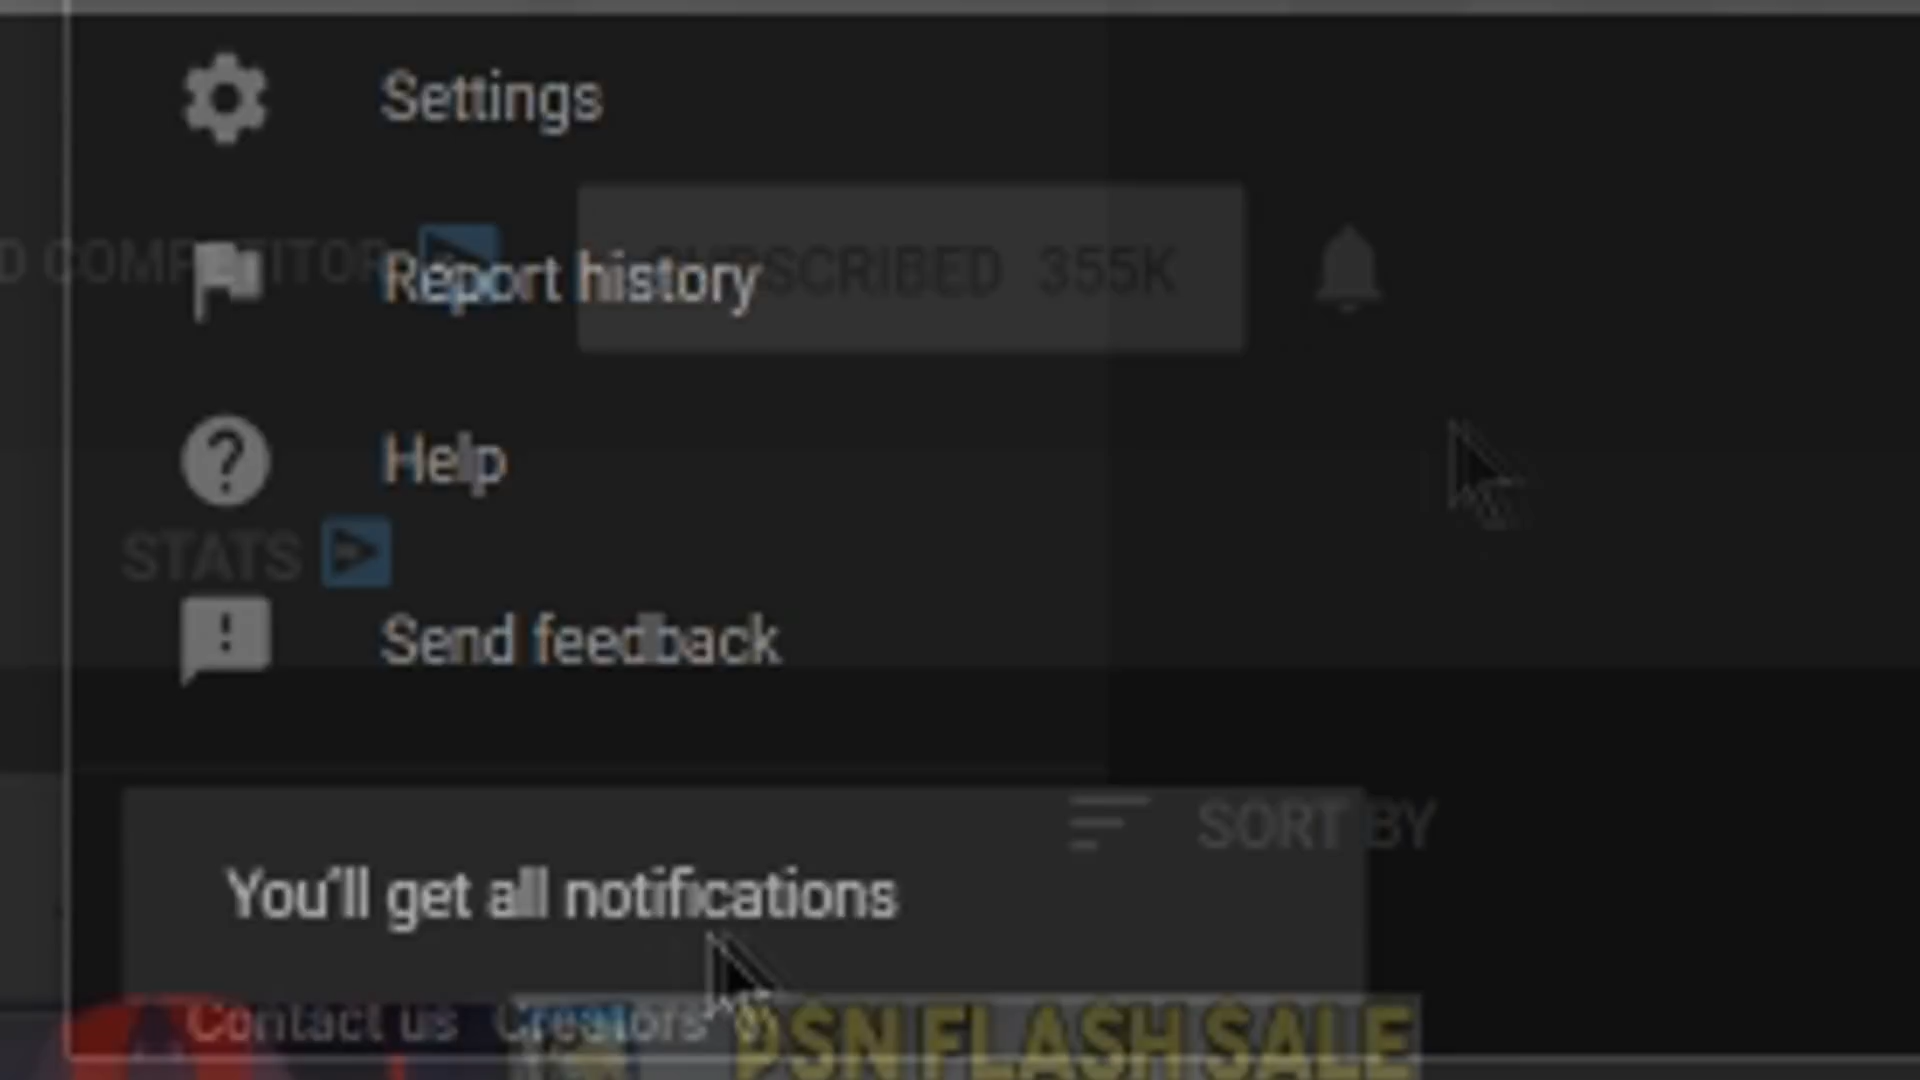 Settings
D COMPETITOR
SUBSCRIBED 355K
Report history
Help
STATS
Send feedback
SORT BY
You'll get all notifications
Contact us Creators
PSN FLASH SALE